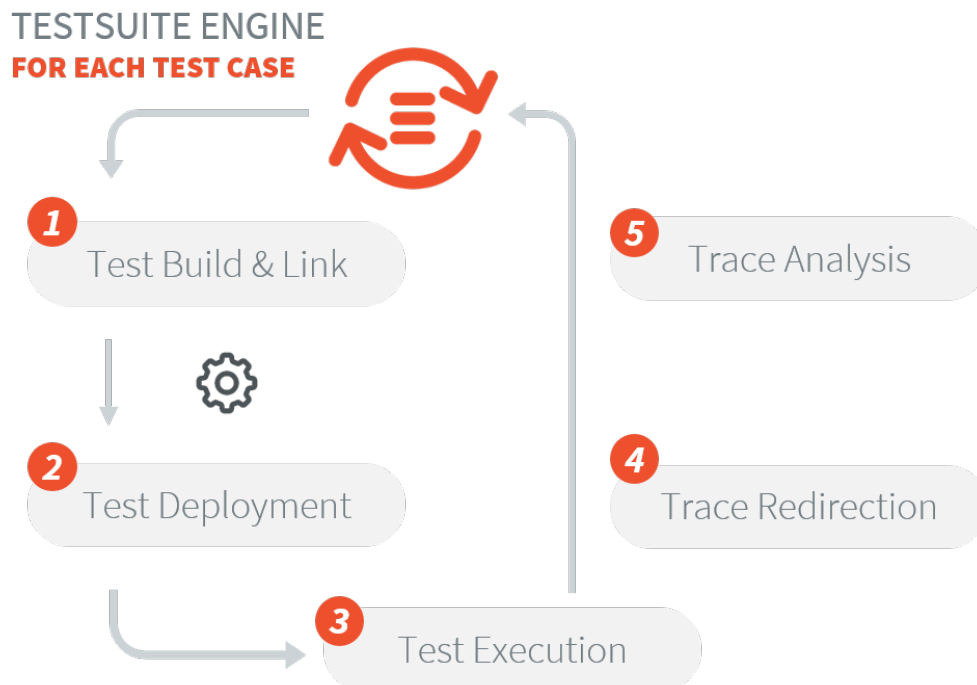 TESTSUITE ENGINE
FOR EACH TEST CASE
1
Test Build & Link
2
Test Deployment
3
Test Execution
4
Trace Redirection
5
Trace Analysis